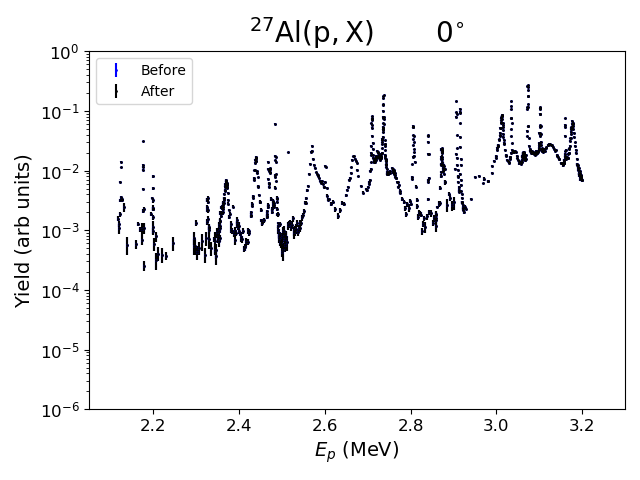 ²⁷Al(p, X) 0°
Before
After
Yield (arb units)
10⁰
10⁻¹
10⁻²
10⁻³
10⁻⁴
10⁻⁵
10⁻⁶
2.2 2.4 2.6 2.8 3.0 3.2
Eₚ (MeV)